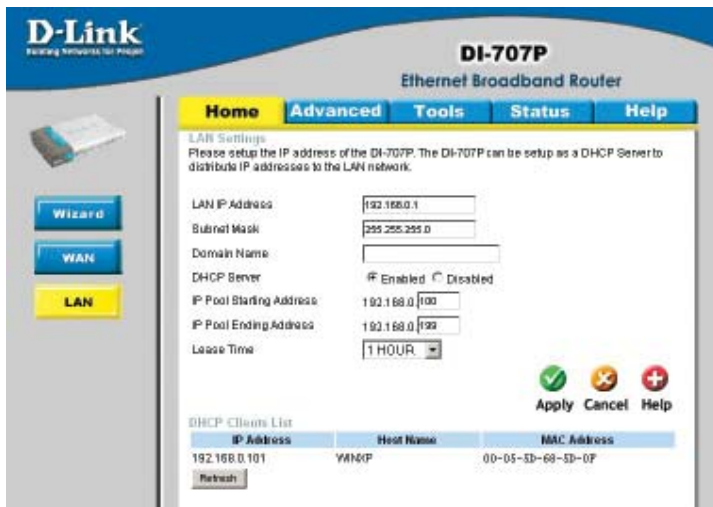 D-Link
Building Networks for People
DI-707P
Ethernet Broadband Router
Home Advanced Tools Status Help
Wizard
WAN
LAN
LAN Settings
Please setup the IP address of the DI-707P. The DI-707P can be setup as a DHCP Server to
distribute IP addresses to the LAN network.
LAN IP Address 192.168.0.1
Subnet Mask 255.255.255.0
Domain Name
DHCP Server Enabled Disabled
IP Pool Starting Address 192.168.0.100
IP Pool Ending Address 192.168.0.199
Lease Time 1 HOUR
Apply Cancel Help
DHCP Clients List
IP Address Host Name MAC Address
192.168.0.101 WINXP 00-05-5D-68-5D-0F
Refresh